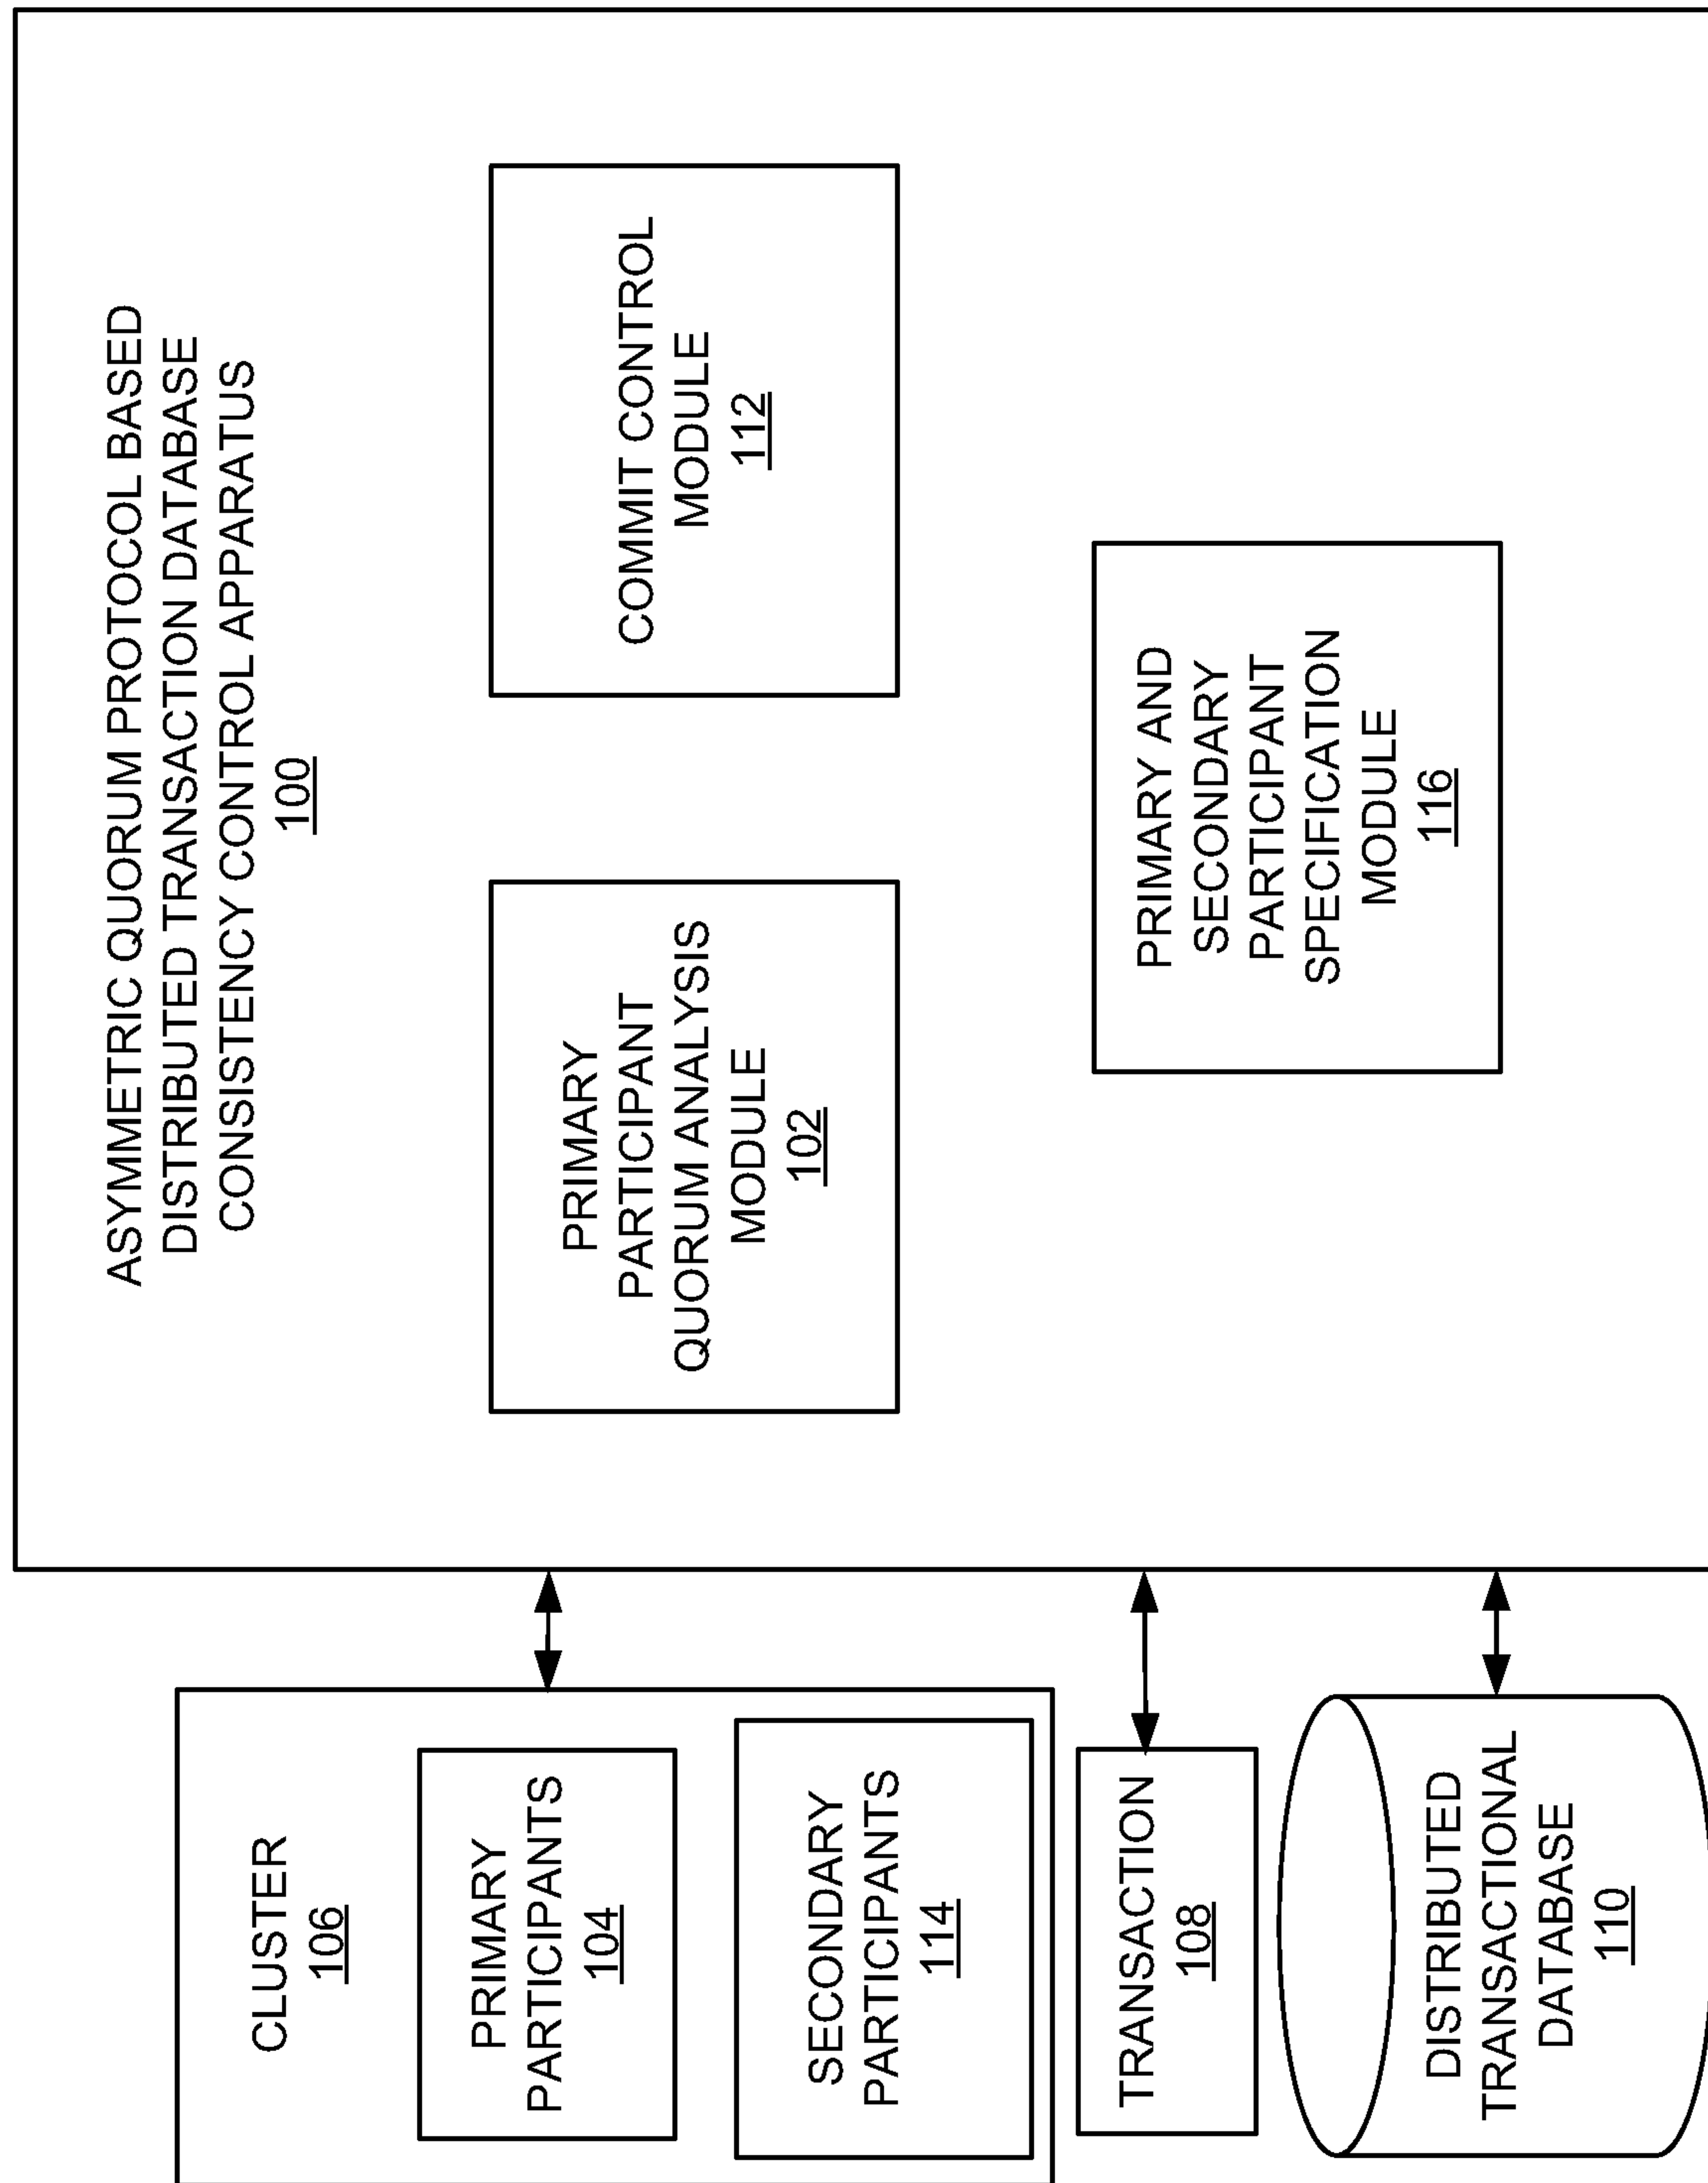 ASYMMETRIC QUORUM PROTOCOL BASED
DISTRIBUTED TRANSACTION DATABASE
CONSISTENCY CONTROL APPARATUS
100
CLUSTER
106
PRIMARY
PARTICIPANTS
104
SECONDARY
PARTICIPANTS
114
TRANSACTION
108
DISTRIBUTED
TRANSACTIONAL
DATABASE
110
PRIMARY
PARTICIPANT
QUORUM ANALYSIS
MODULE
102
COMMIT CONTROL
MODULE
112
PRIMARY AND
SECONDARY
PARTICIPANT
SPECIFICATION
MODULE
116